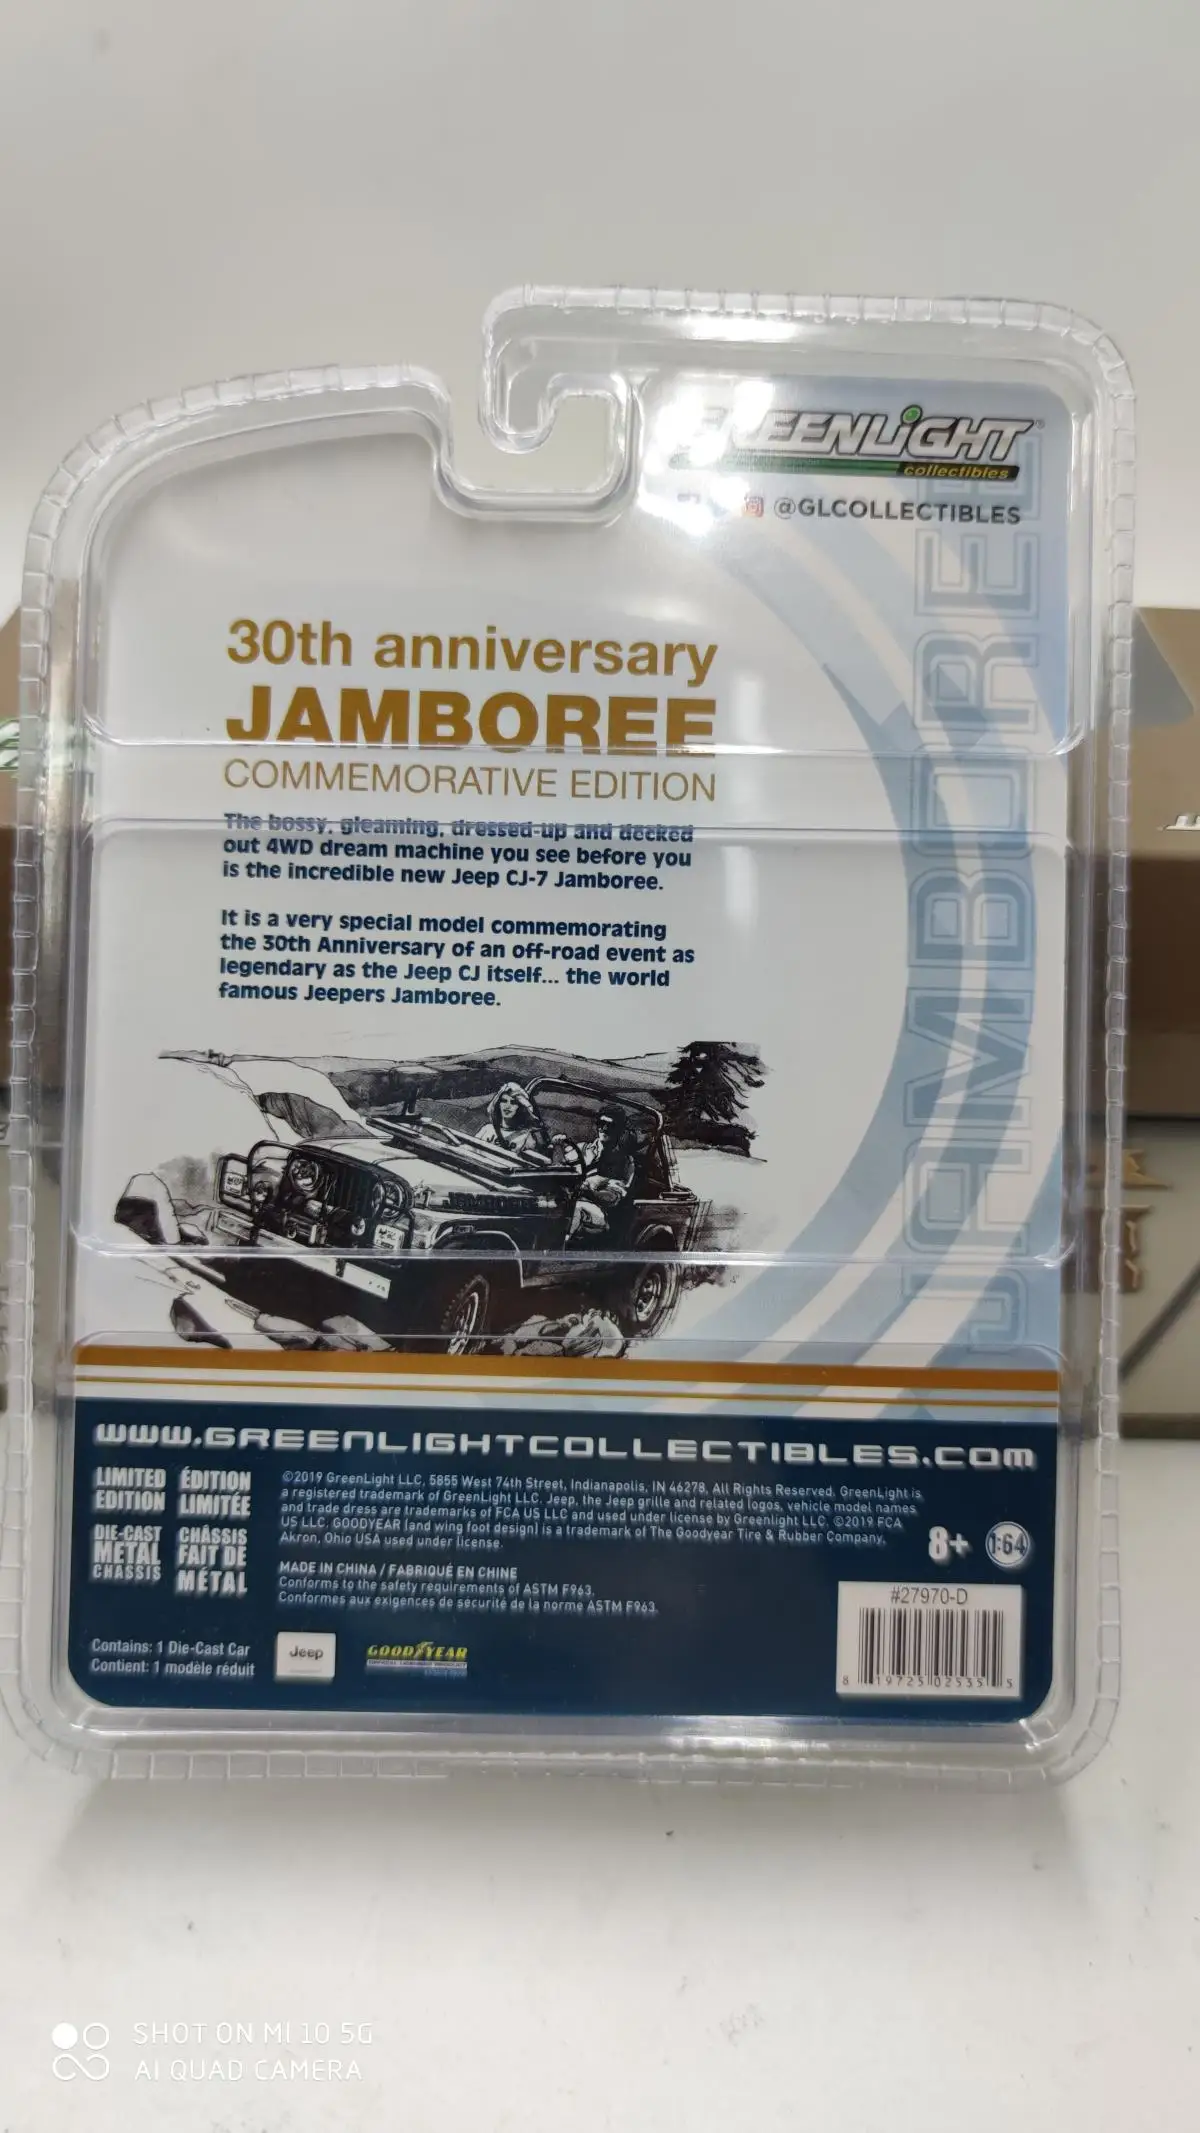 GREENLIGHT®
collectibles
@GLCOLLECTIBLES
JAMBOREE
30th anniversary
JAMBOREE
COMMEMORATIVE EDITION
The bossy, gleaming, dressed-up and decked
out 4WD dream machine you see before you
is the incredible new Jeep CJ-7 Jamboree.
It is a very special model commemorating
the 30th Anniversary of an off-road event as
legendary as the Jeep CJ itself... the world
famous Jeepers Jamboree.
Jeep
JAMBOREE
www.GREENLIGHTCOLLECTIBLES.com
LIMITED
EDITION
ÉDITION
LIMITÉE
DIE-CAST
METAL
CHASSIS
CHÂSSIS
FAIT DE
MÉTAL
©2019 GreenLight LLC, 5855 West 74th Street, Indianapolis, IN 46278, All Rights Reserved. GreenLight is
a registered trademark of GreenLight LLC. Jeep, the Jeep grille and related logos, vehicle model names
and trade dress are trademarks of FCA US LLC and used under license by Greenlight LLC. ©2019 FCA
US LLC. GOODYEAR (and wing foot design) is a trademark of The Goodyear Tire & Rubber Company,
Akron, Ohio USA used under license.
MADE IN CHINA / FABRIQUÉ EN CHINE
Conforms to the safety requirements of ASTM F963.
Conformes aux exigences de sécurité de la norme ASTM F963.
8+
1:64
Contains: 1 Die-Cast Car
Contient: 1 modèle réduit
Jeep
GOODYEAR
#27970-D
8 19725 02535 5
SHOT ON MI 10 5G
AI QUAD CAMERA